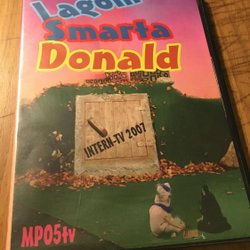 Lagom
Smarta
Donald
INTERN-TV 2007
MP05tv